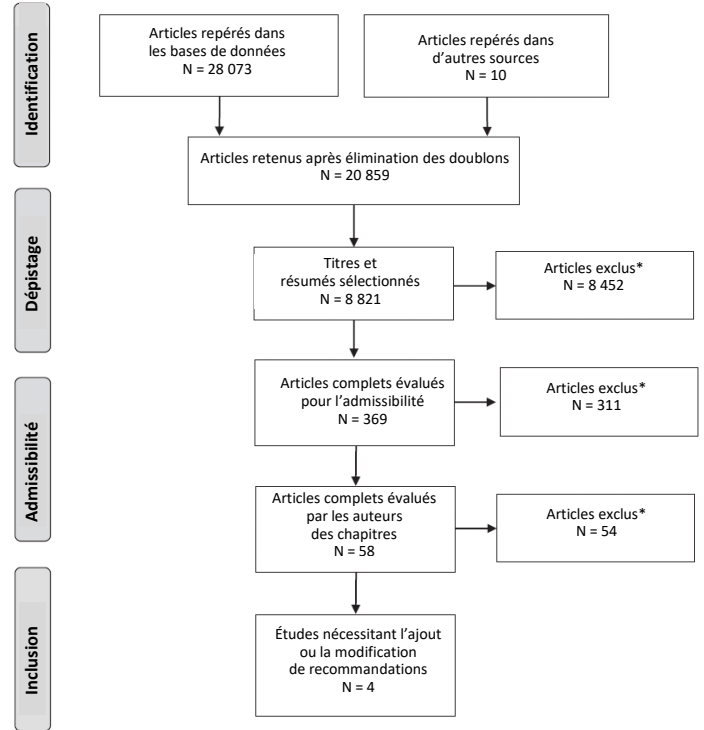 Identification
Articles repérés dans
les bases de données
N = 28 073
Articles repérés dans
d'autres sources
N = 10
Articles retenus après élimination des doublons
N = 20 859
Dépistage
Titres et
résumés sélectionnés
N = 8 821
Articles exclus*
N = 8 452
Admissibilité
Articles complets évalués
pour l'admissibilité
N = 369
Articles exclus*
N = 311
Articles complets évalués
par les auteurs
des chapitres
N = 58
Articles exclus*
N = 54
Inclusion
Études nécessitant l'ajout
ou la modification
de recommandations
N = 4